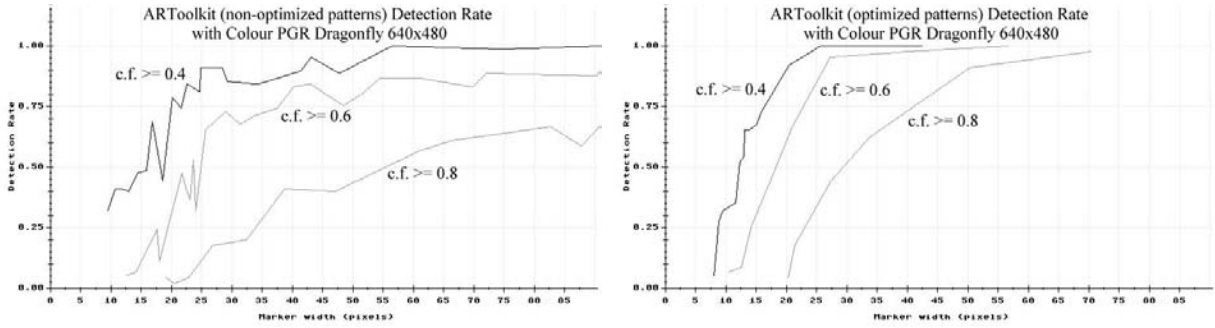 ARToolkit (non-optimized patterns) Detection Rate
with Colour PGR Dragonfly 640x480
1.00
0.75
0.50
0.25
0.00
Detection Rate
c.f. >= 0.4
c.f. >= 0.6
c.f. >= 0.8
0 5 10 15 20 25 30 35 40 45 50 55 60 65 70 75 80 85
Marker width (pixels)
ARToolkit (optimized patterns) Detection Rate
with Colour PGR Dragonfly 640x480
1.00
0.75
0.50
0.25
0.00
Detection Rate
c.f. >= 0.4
c.f. >= 0.6
c.f. >= 0.8
0 5 10 15 20 25 30 35 40 45 50 55 60 65 70 75 80 85
Marker width (pixels)